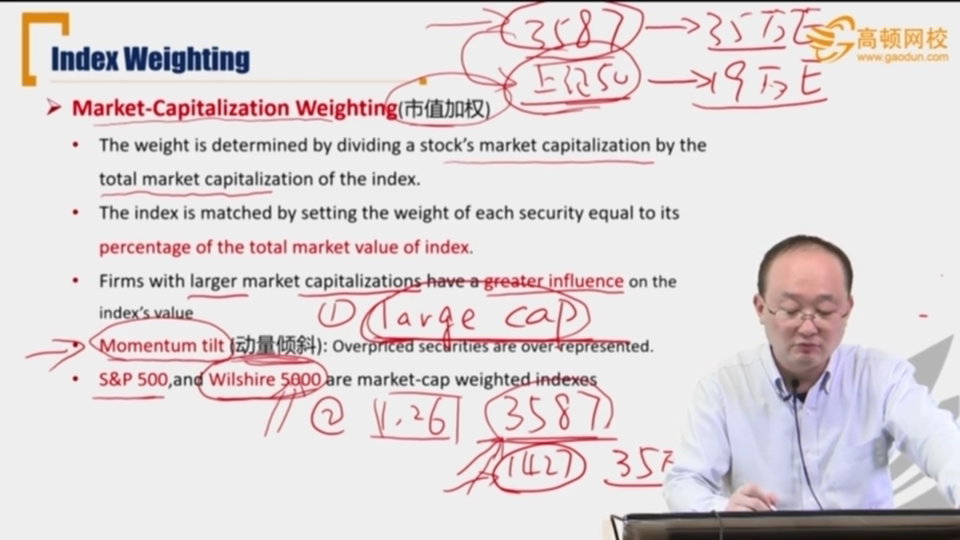 3587 → 35万E
高顿网校
www.gaodun.com
Index Weighting
上证50 → 19万E
Market-Capitalization Weighting(市值加权)
The weight is determined by dividing a stock's market capitalization by the
total market capitalization of the index.
The index is matched by setting the weight of each security equal to its
percentage of the total market value of index.
Firms with larger market capitalizations have a greater influence on the
index's value
① large cap
Momentum tilt (动量倾斜): Overpriced securities are over-represented.
S&P 500,and Wilshire 5000 are market-cap weighted indexes
② 1.26 3587
1427 35万